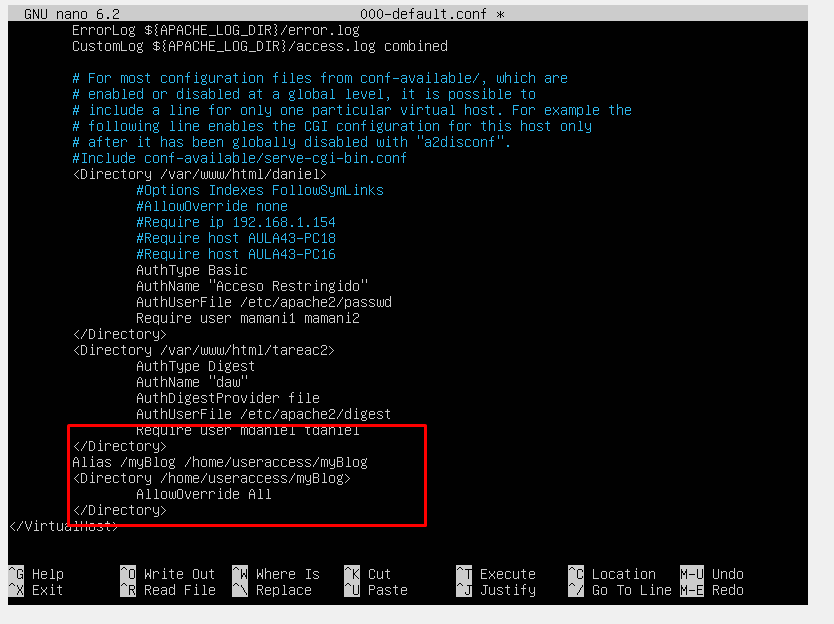 GNU nano 6.2 000-default.conf *
ErrorLog ${APACHE_LOG_DIR}/error.log
CustomLog ${APACHE_LOG_DIR}/access.log combined
# For most configuration files from conf-available/, which are
# enabled or disabled at a global level, it is possible to
# include a line for only one particular virtual host. For example the
# following line enables the CGI configuration for this host only
# after it has been globally disabled with "a2disconf".
#Include conf-available/serve-cgi-bin.conf
<Directory /var/www/html/daniel>
#Options Indexes FollowSymLinks
#AllowOverride none
#Require ip 192.168.1.154
#Require host AULA43-PC18
#Require host AULA43-PC16
AuthType Basic
AuthName "Acceso Restringido"
AuthUserFile /etc/apache2/passwd
Require user mamani1 mamani2
</Directory>
<Directory /var/www/html/tareac2>
AuthType Digest
AuthName "daw"
AuthDigestProvider file
AuthUserFile /etc/apache2/digest
Require user mdaniel tdaniel
</Directory>
Alias /myBlog /home/useraccess/myBlog
<Directory /home/useraccess/myBlog>
AllowOverride All
</Directory>
</VirtualHost>
^G Help ^O Write Out ^W Where Is ^K Cut ^T Execute ^C Location M-U Undo
^X Exit ^R Read File ^\ Replace ^U Paste ^J Justify ^/ Go To Line M-E Redo